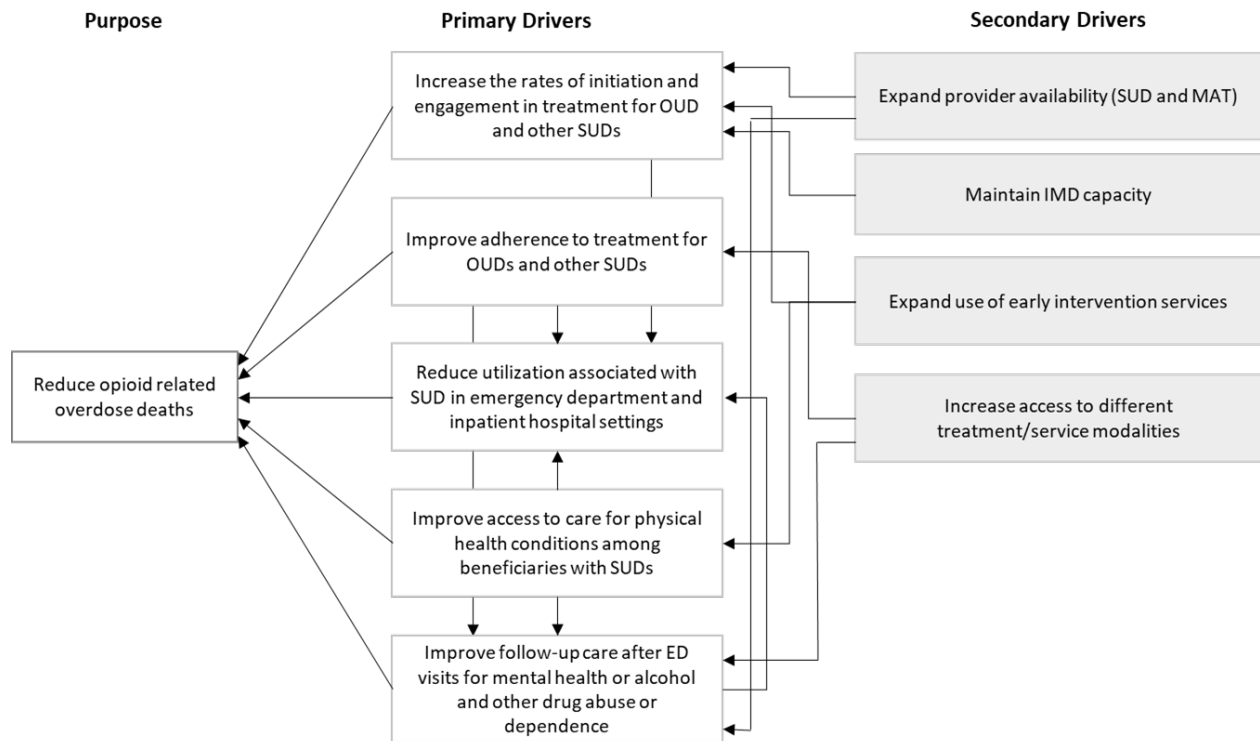 Purpose
Primary Drivers
Secondary Drivers
Increase the rates of initiation and
engagement in treatment for OUD
and other SUDs
Improve adherence to treatment for
OUDs and other SUDs
Reduce opioid related
overdose deaths
Reduce utilization associated with
SUD in emergency department and
inpatient hospital settings
Improve access to care for physical
health conditions among
beneficiaries with SUDs
Improve follow-up care after ED
visits for mental health or alcohol
and other drug abuse or
dependence
Expand provider availability (SUD and MAT)
Maintain IMD capacity
Expand use of early intervention services
Increase access to different
treatment/service modalities